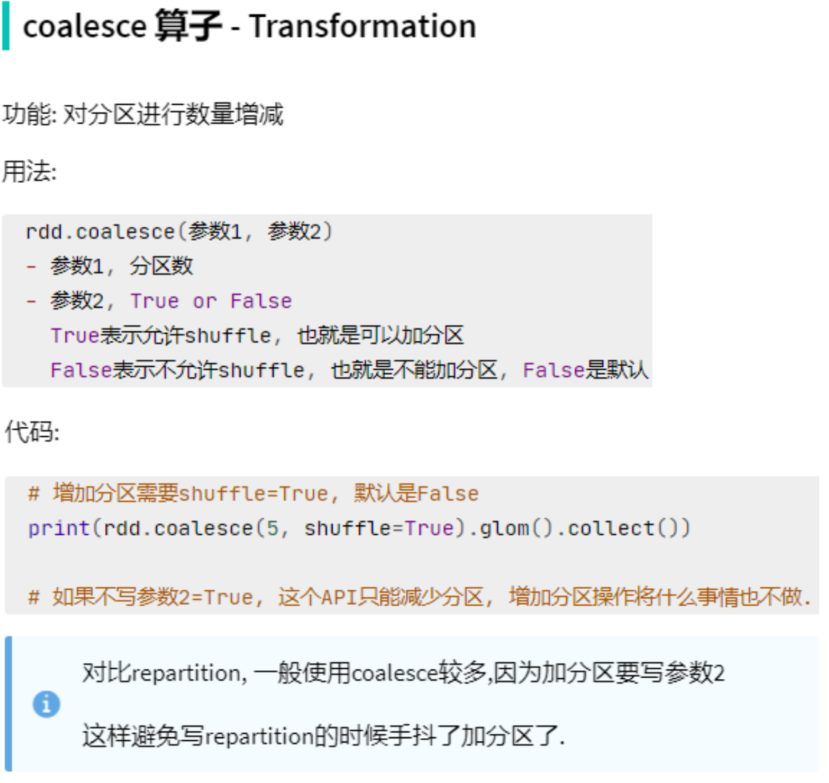 coalesce 算子 - Transformation
功能: 对分区进行数量增减
用法:
rdd.coalesce(参数1, 参数2)
- 参数1, 分区数
- 参数2, True or False
True表示允许shuffle, 也就是可以加分区
False表示不允许shuffle, 也就是不能加分区, False是默认
代码:
# 增加分区需要shuffle=True, 默认是False
print(rdd.coalesce(5, shuffle=True).glom().collect())
# 如果不写参数2=True, 这个API只能减少分区, 增加分区操作将什么事情也不做.
对比repartition, 一般使用coalesce较多,因为加分区要写参数2
这样避免写repartition的时候手抖了加分区了.